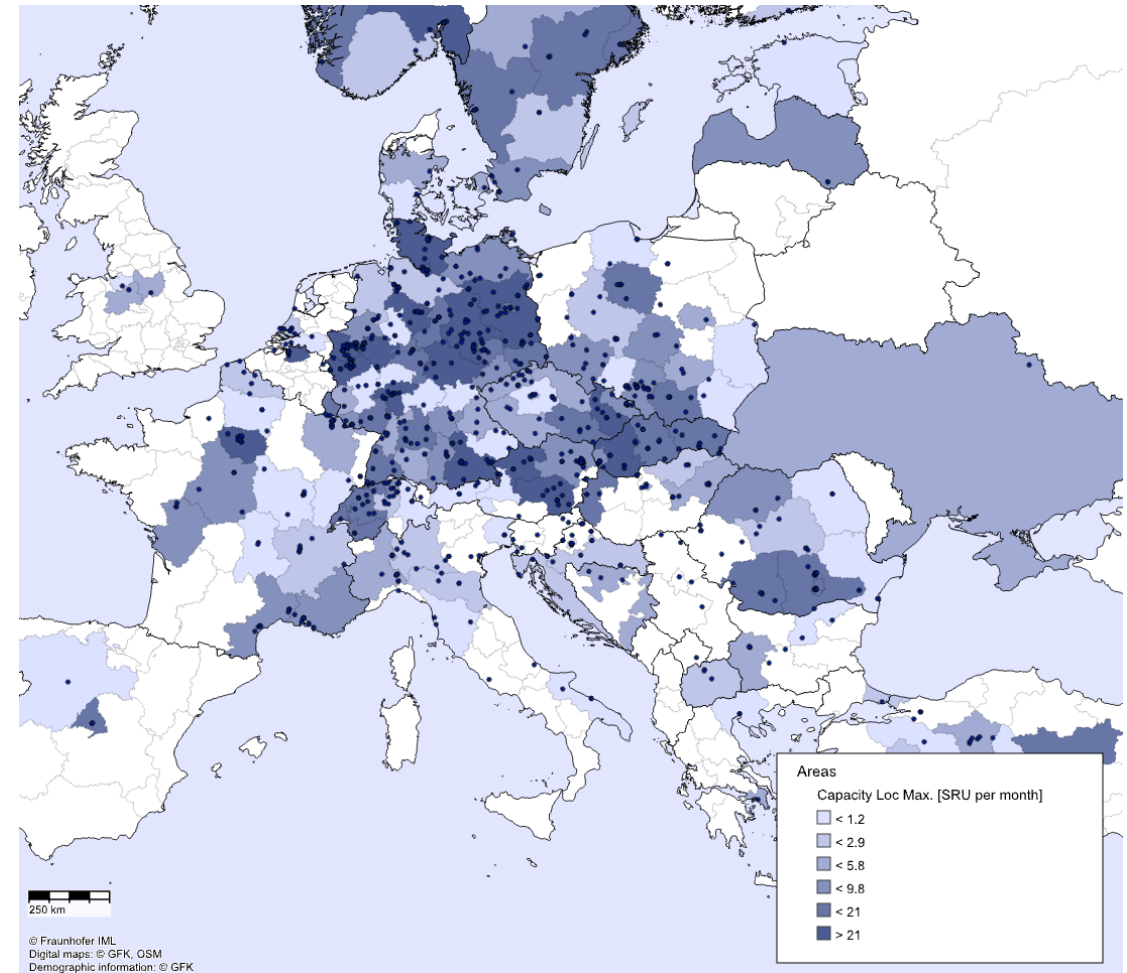 Areas
Capacity Loc Max. [SRU per month]
< 1.2
< 2.9
< 5.8
< 9.8
< 21
> 21
250 km
© Fraunhofer IML
Digital maps: © GFK, OSM
Demographic information: © GFK